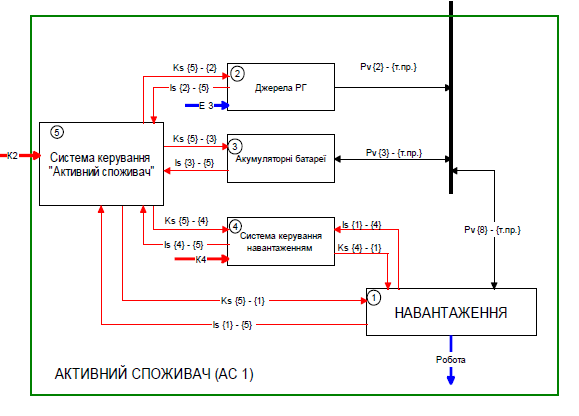 Ks {5} - {2}
2
Pv {2} - {т.пр.}
Is {2} - {5}
Джерела РГ
E 3
5
Ks {5} - {3}
3
К2
Система керування
"Активний споживач"
Is {3} - {5}
Акумуляторні батареї
Pv {3} - {т.пр.}
Ks {5} - {4}
4
Is {1} - {4}
Pv {8} - {т.пр.}
Is {4} - {5}
Система керування
навантаженням
Ks {4} - {1}
К4
Ks {5} - {1}
1
НАВАНТАЖЕННЯ
Is {1} - {5}
Робота
АКТИВНИЙ СПОЖИВАЧ (АС 1)